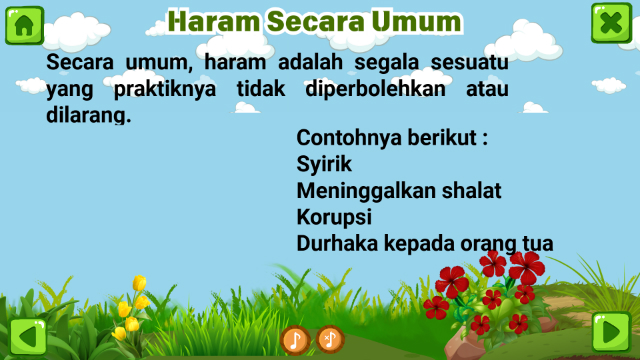 Haram Secara Umum
Secara umum, haram adalah segala sesuatu
yang praktiknya tidak diperbolehkan atau
dilarang.
Contohnya berikut :
Syirik
Meninggalkan shalat
Korupsi
Durhaka kepada orang tua